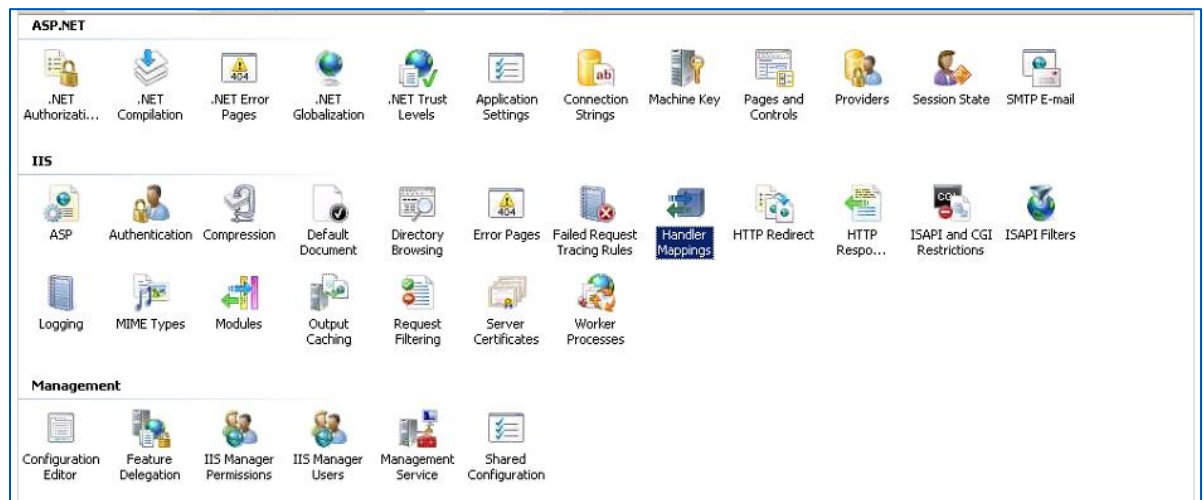 ASP.NET
.NET Authorizati...
.NET Compilation
404
.NET Error Pages
.NET Globalization
.NET Trust Levels
Application Settings
ab
Connection Strings
Machine Key
Pages and Controls
Providers
Session State
SMTP E-mail
IIS
ASP
Authentication
Compression
Default Document
Directory Browsing
404
Error Pages
Failed Request Tracing Rules
Handler Mappings
HTTP Redirect
HTTP Respo...
CGI
ISAPI and CGI Restrictions
ISAPI Filters
Logging
MIME Types
Modules
Output Caching
Request Filtering
Server Certificates
Worker Processes
Management
Configuration Editor
Feature Delegation
IIS Manager Permissions
IIS Manager Users
Management Service
Shared Configuration